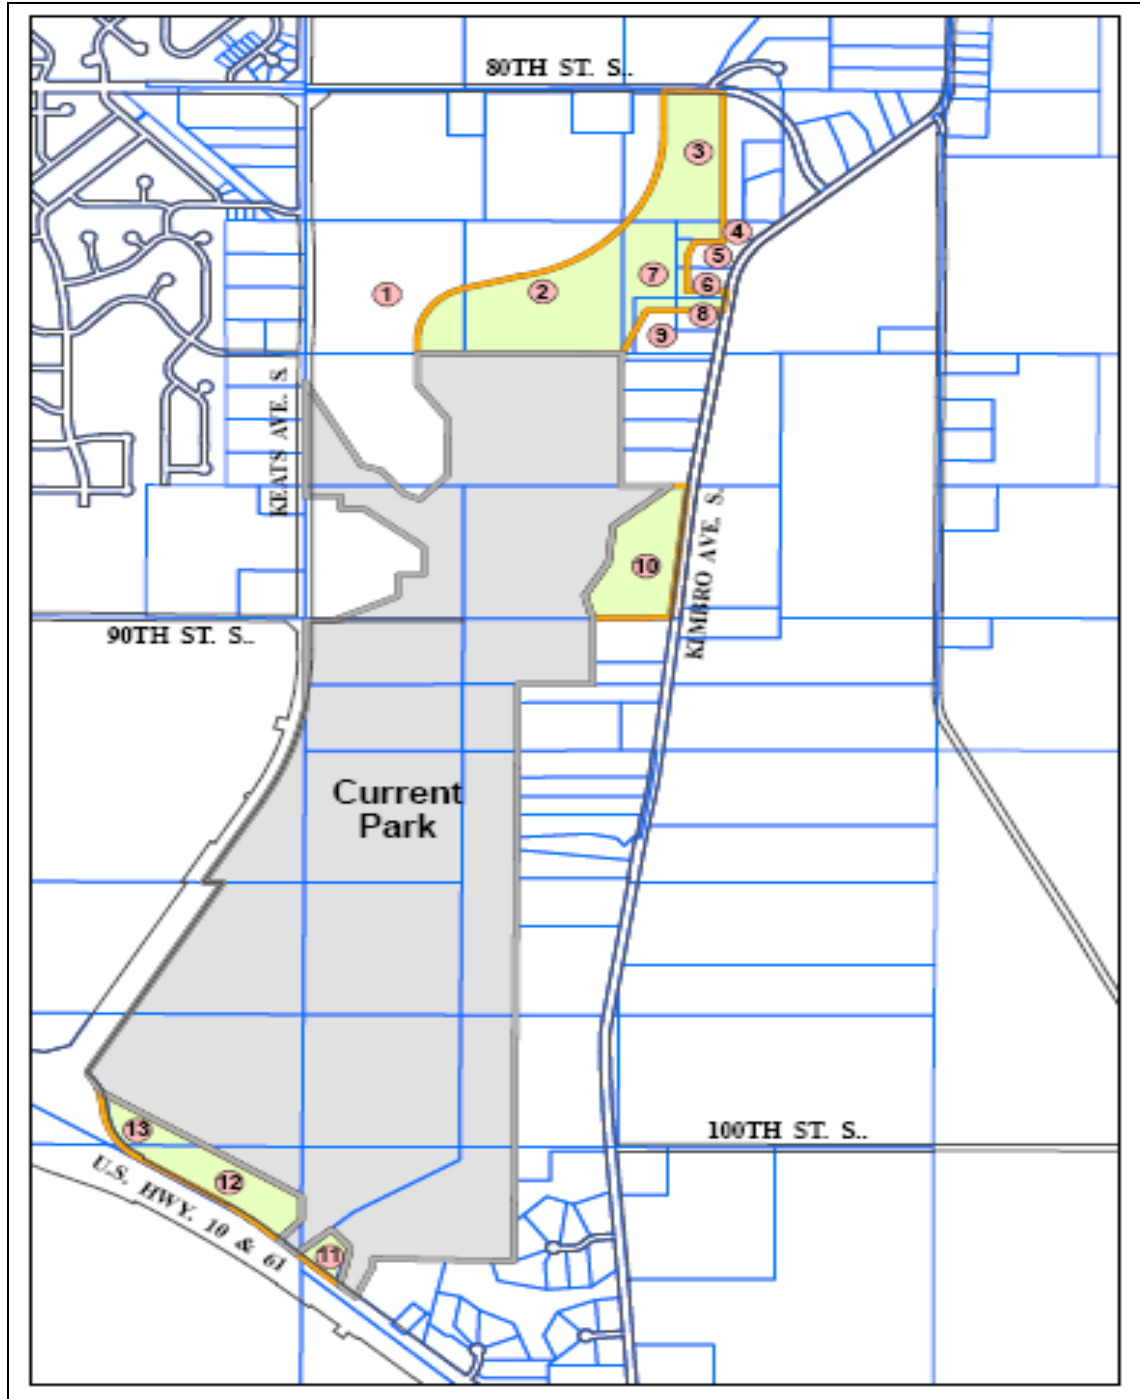 80TH ST. S..
3
4
5
7
6
1
2
8
9
KEATS AVE. S.
KIMBRO AVE. S.
10
90TH ST. S..
Current
Park
13
100TH ST. S..
12
U.S. HWY. 10 & 61
11